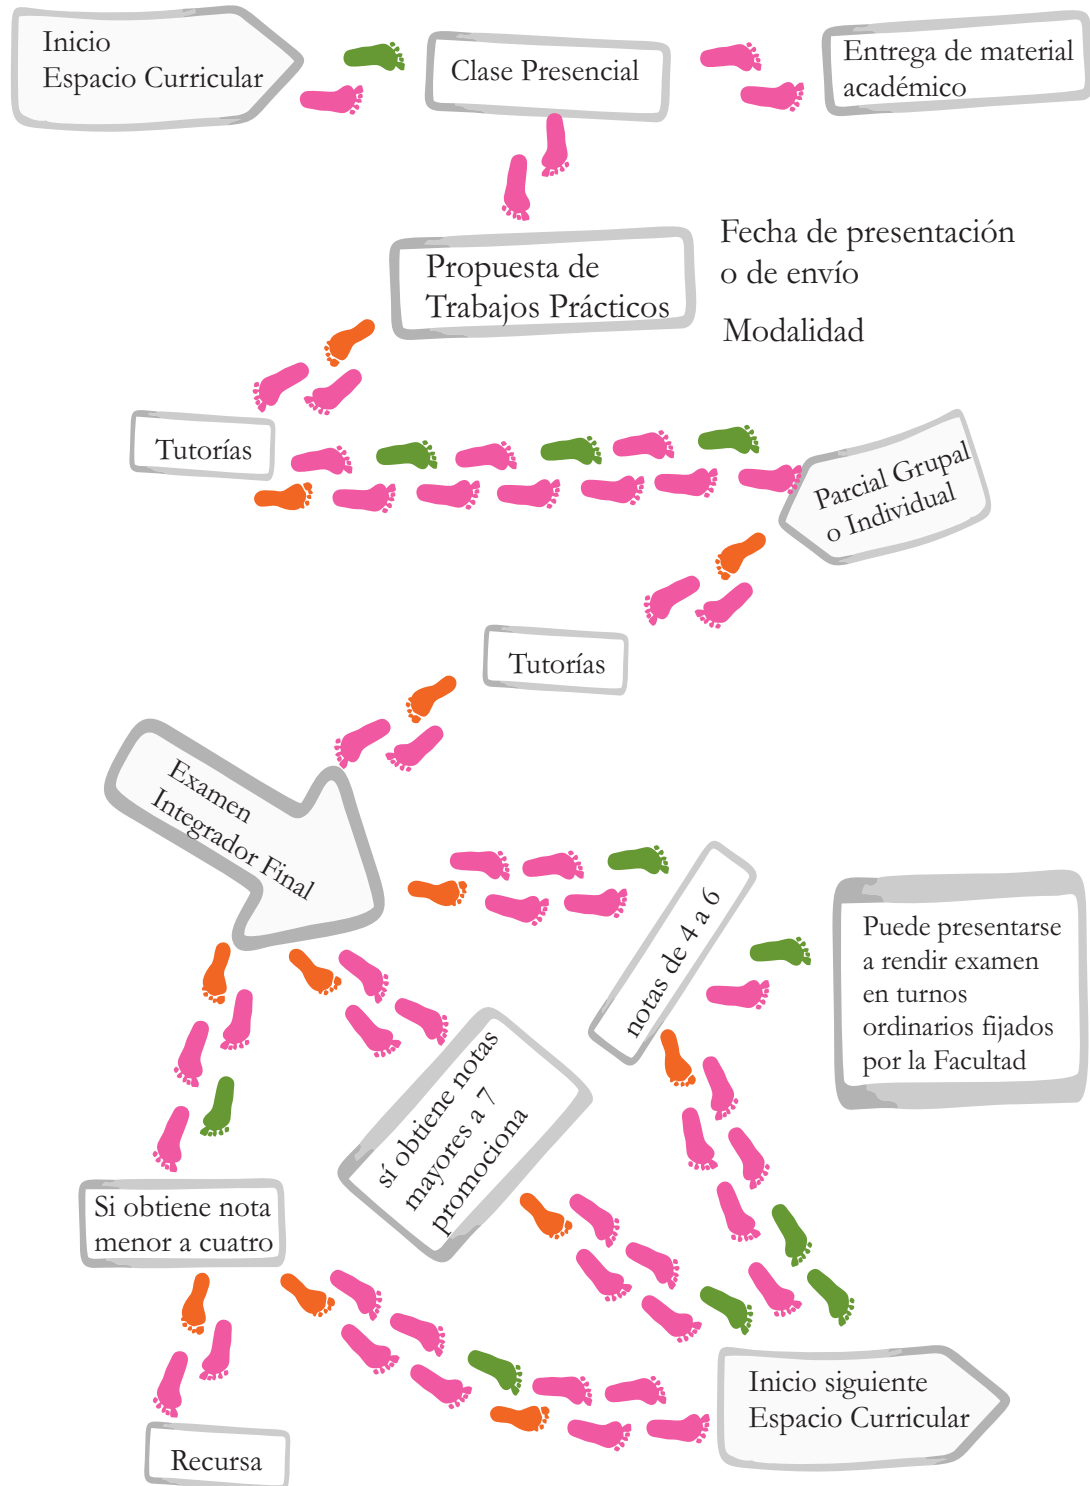 Inicio
Espacio Curricular
Clase Presencial
Entrega de material
académico
Propuesta de
Trabajos Prácticos
Fecha de presentación
o de envío
Modalidad
Tutorías
Parcial Grupal
o Individual
Tutorías
Examen
Integrador Final
notas de 4 a 6
Puede presentarse
a rendir examen
en turnos
ordinarios fijados
por la Facultad
sí obtiene notas
mayores a 7
promociona
Si obtiene nota
menor a cuatro
Inicio siguiente
Espacio Curricular
Recursa